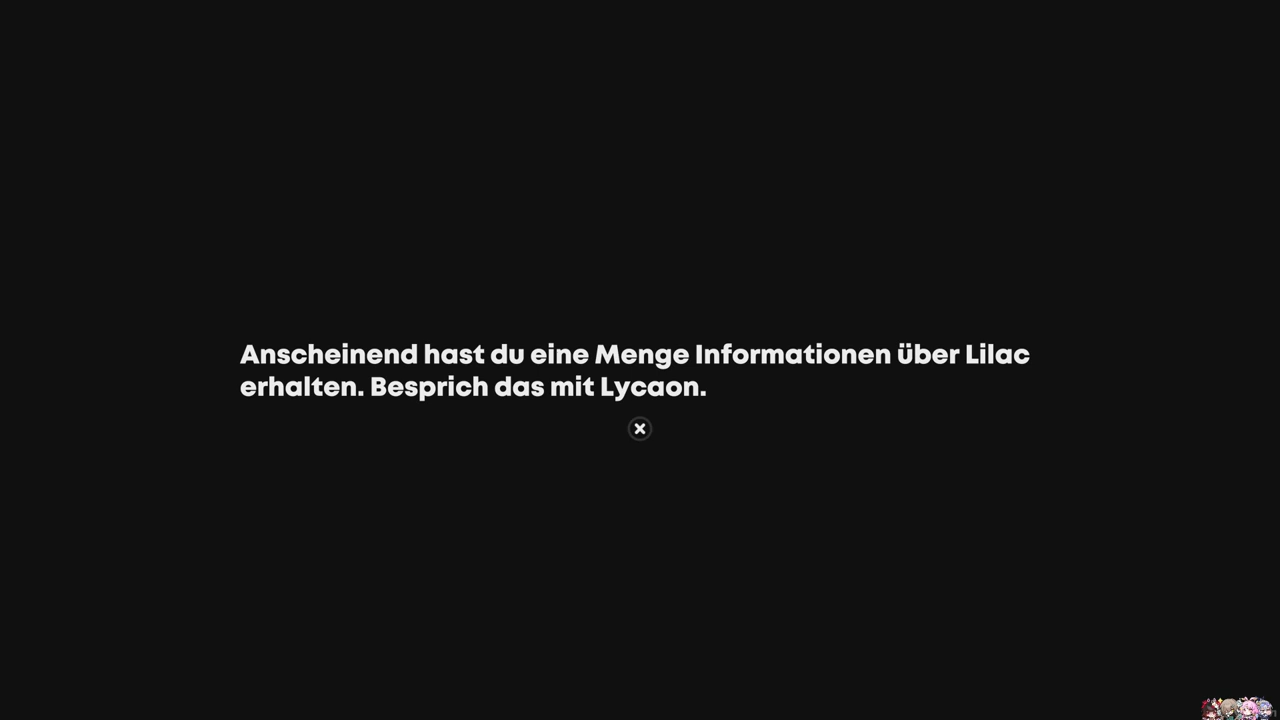 Anscheinend hast du eine Menge Informationen über Lilac
erhalten. Besprich das mit Lycaon.